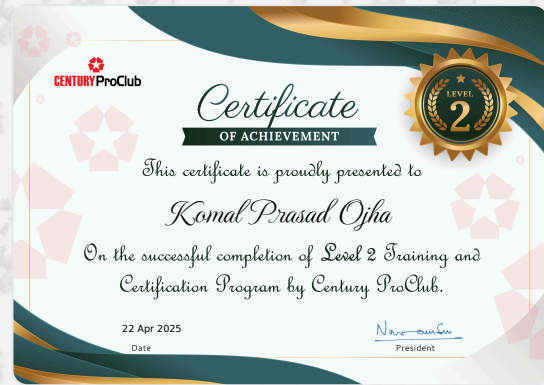 CENTURY ProClub
Certificate
OF ACHIEVEMENT
LEVEL
2
This certificate is proudly presented to
Komal Prasad Ojha
On the successful completion of Level 2 Training and
Certification Program by Century ProClub.
22 Apr 2025
Date
President